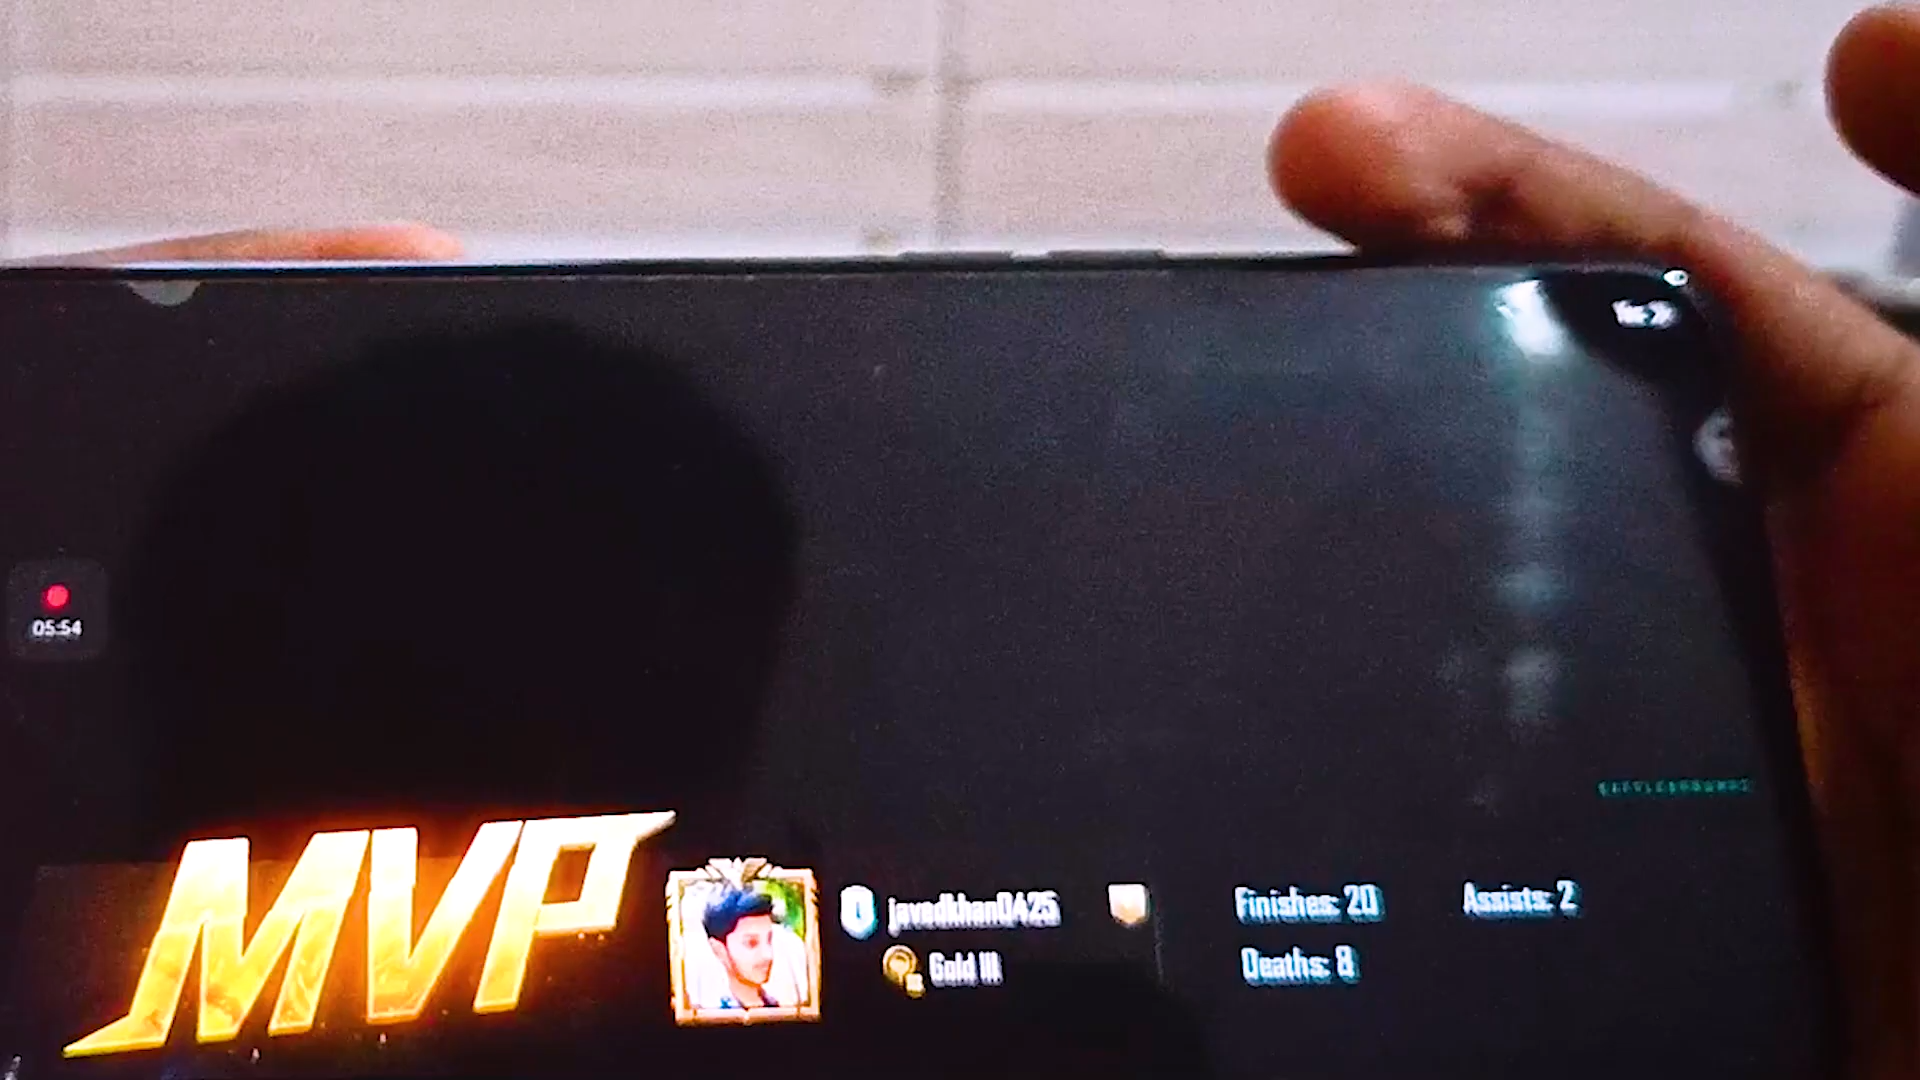 05:54
MVP
javedkhan0425
Gold III
Finishes: 20
Assists: 2
Deaths: 8